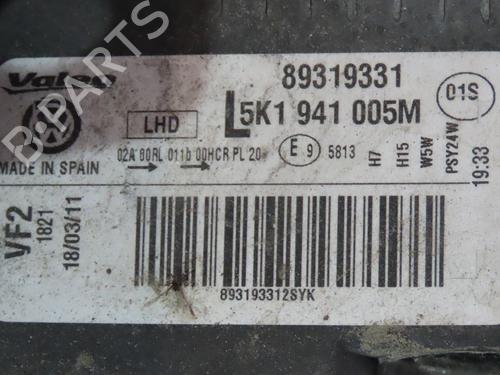 Valeo
89319331
01S
LHD
L5K1 941 005M
02A 80RL 011b 00HCR PL 20
E 9
5813
H7
H15
W5W
PSY24W
19:33
MADE IN SPAIN
VF2
1821
18/03/11
893193312SYK
B-PARTS